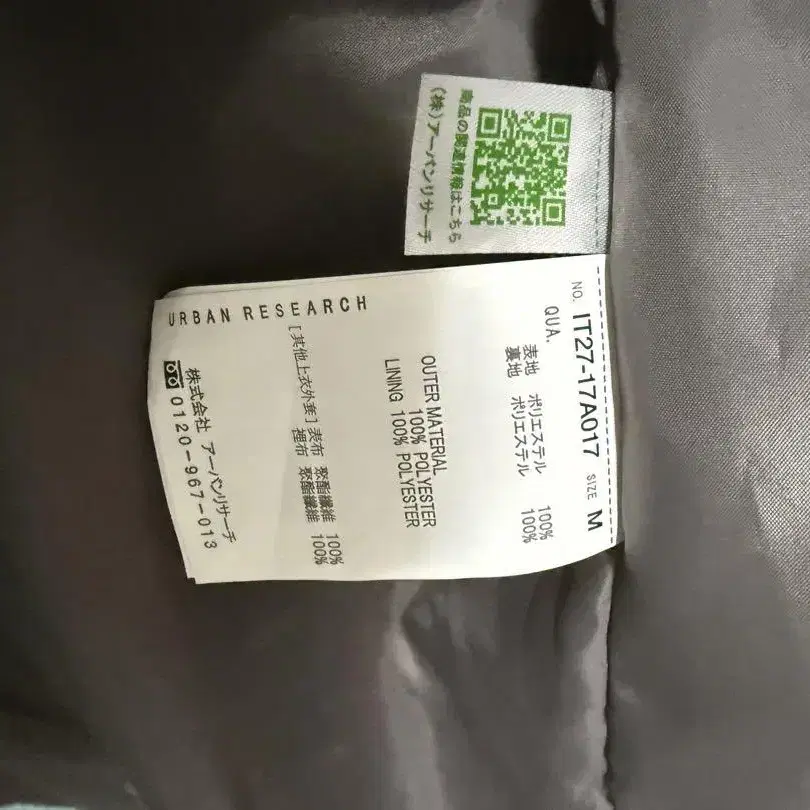 商品の関連情報はこちら
(株)アーバンリサーチ
NO. IT27-17A017 SIZE M
QUA.
表地 ポリエステル 100%
裏地 ポリエステル 100%
OUTER MATERIAL
100% POLYESTER
LINING 100% POLYESTER
[其他上衣外套]表布 聚酯纖維 100%
裡布 聚酯纖維 100%
URBAN RESEARCH
株式会社 アーバンリサーチ
0120-967-013